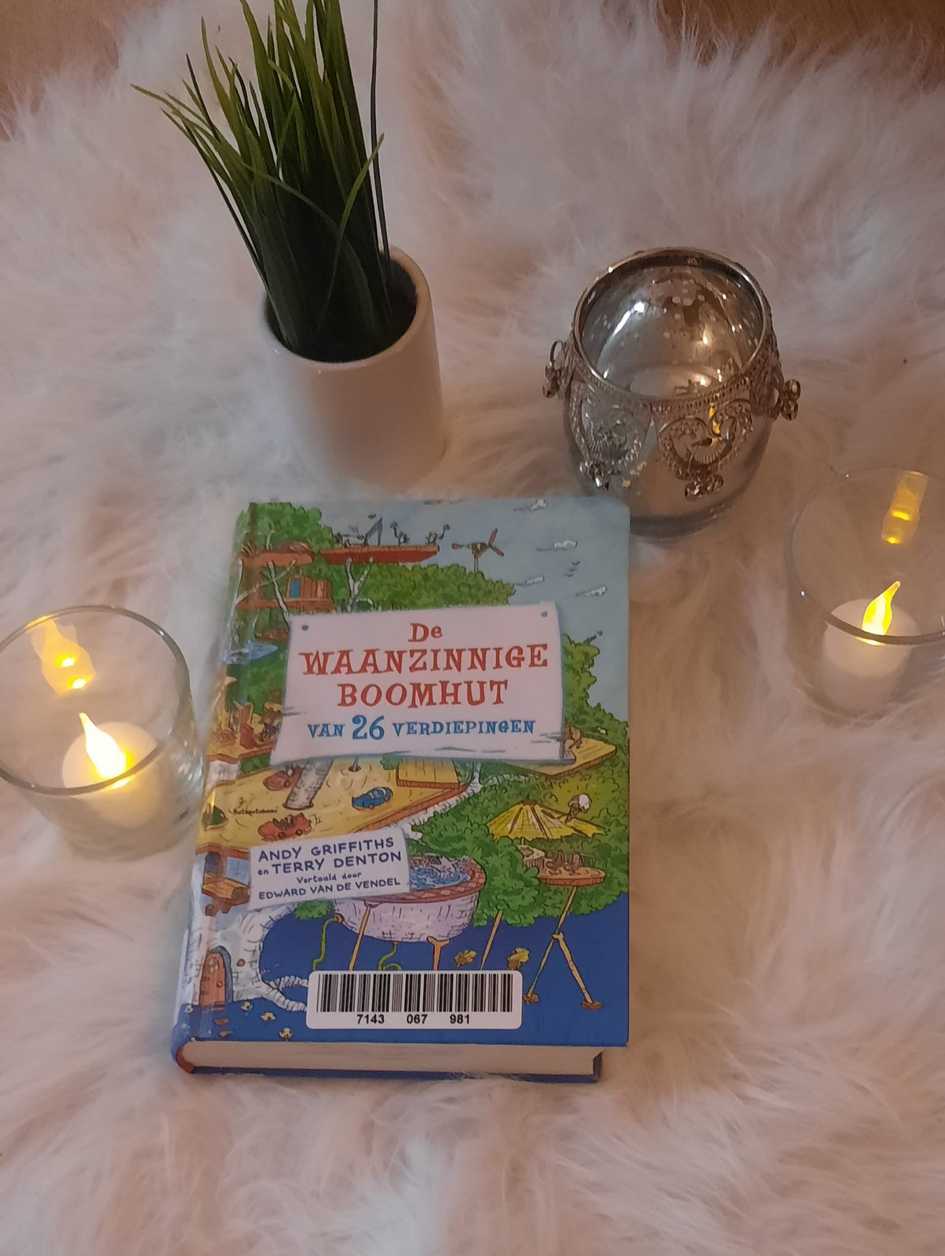 De
WAANZINNIGE
BOOMHUT
VAN 26 VERDIEPINGEN
ANDY GRIFFITHS
en TERRY DENTON
Vertaald door
EDWARD VAN DE VENDEL
7143 067 981